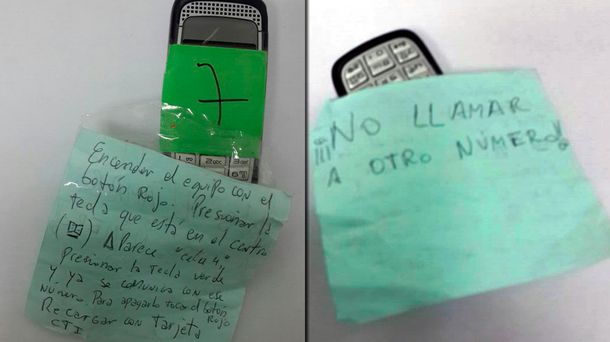 7
Encender el equipo con el
botón Rojo. Presionar la
tecla que está en el centro
( ) Aparece "celu 4"
Presionar la tecla verde
y ya se comunica con ese
Número. Para apagarlo tocar el botón
Rojo
Recargar con Tarjeta
CTI
¡¡¡NO LLAMAR
A OTRO NÚMERO!